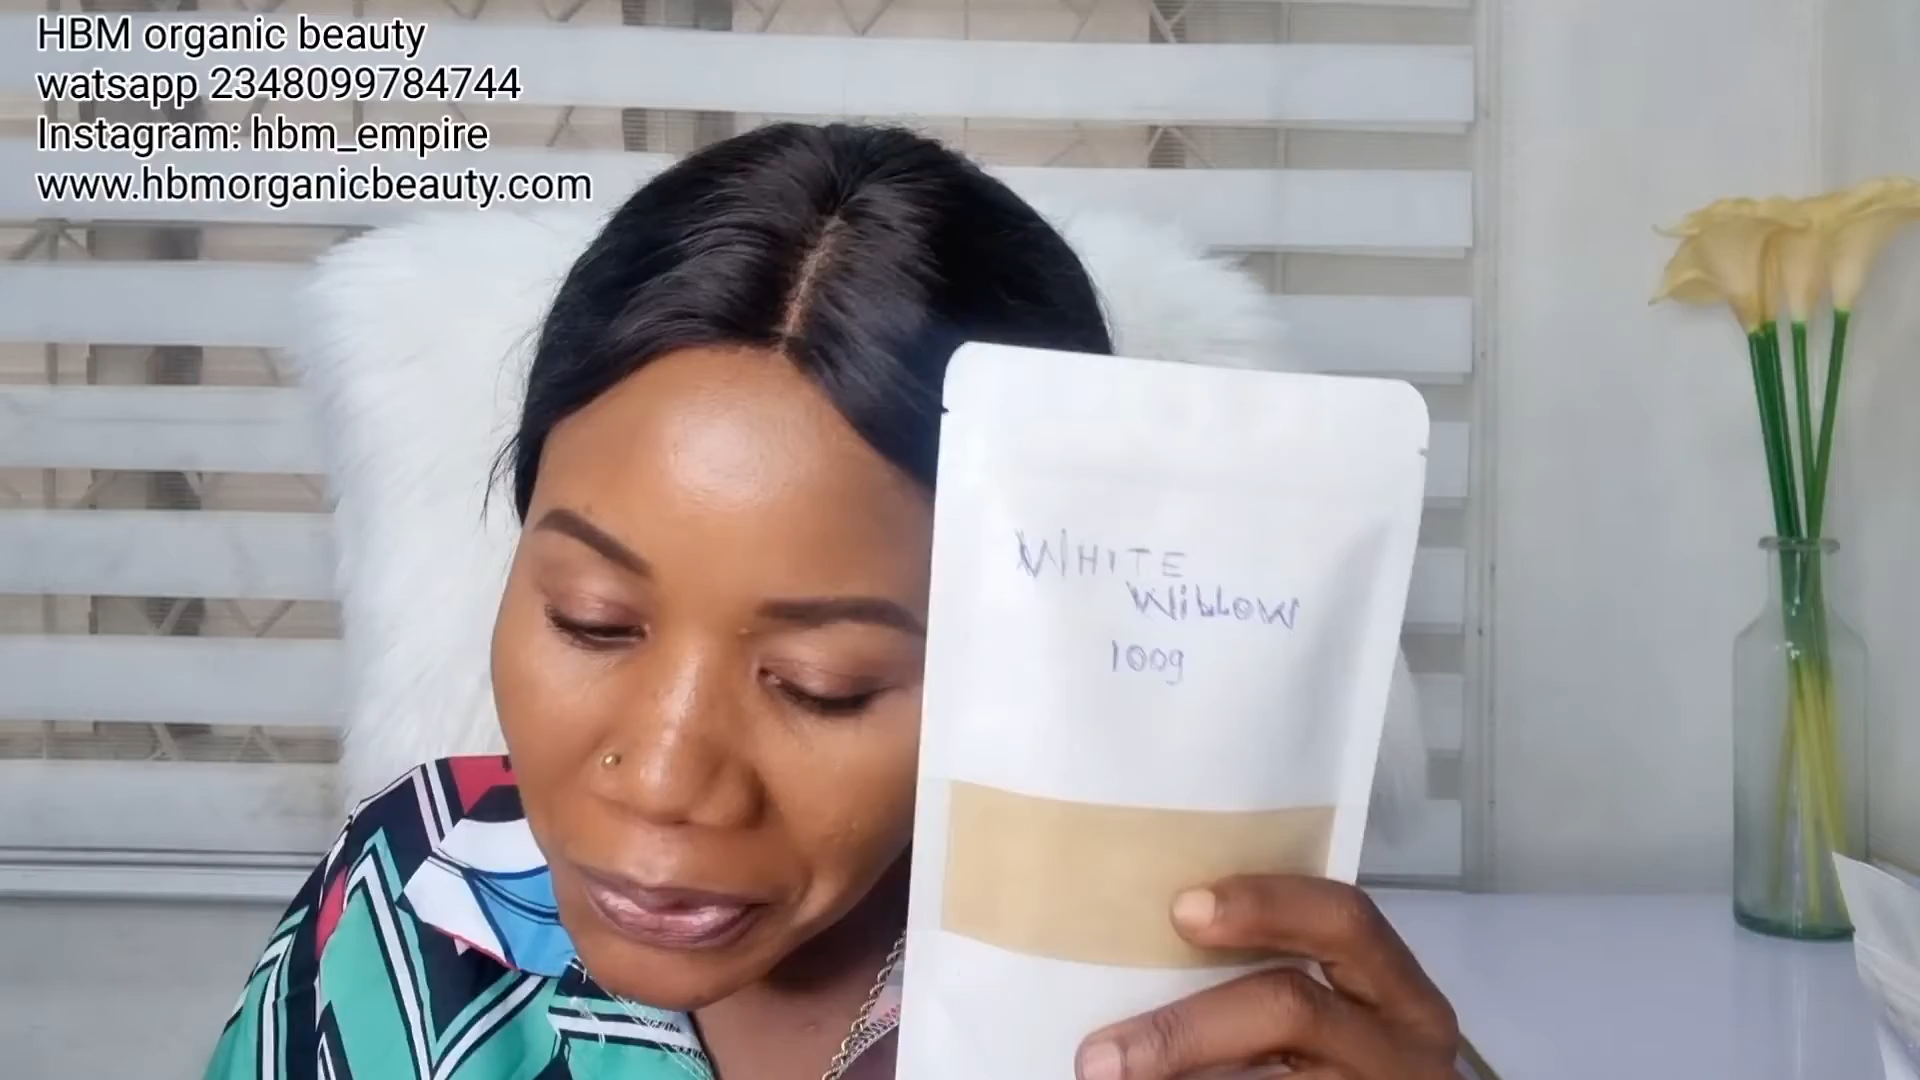 HBM organic beauty
watsapp 2348099784744
Instagram: hbm_empire
www.hbmorganicbeauty.com
WHITE
WiLLOW
100g